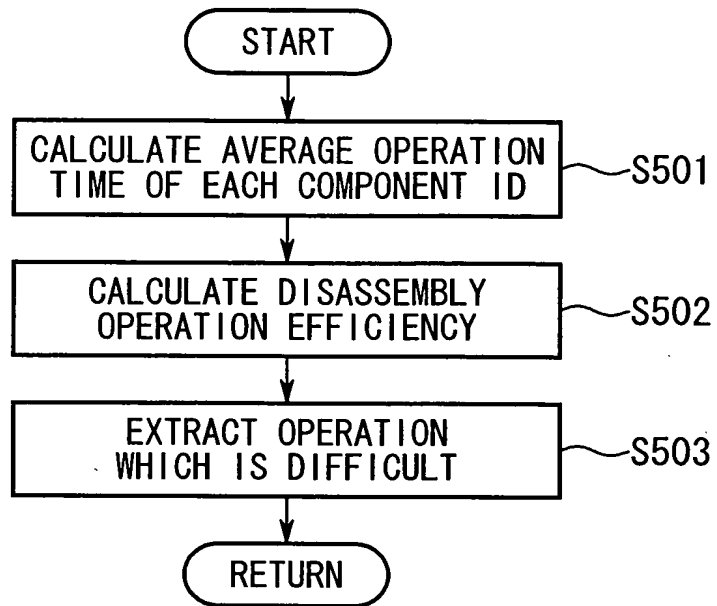 START
CALCULATE AVERAGE OPERATION
TIME OF EACH COMPONENT ID
S501
CALCULATE DISASSEMBLY
OPERATION EFFICIENCY
S502
EXTRACT OPERATION
WHICH IS DIFFICULT
S503
RETURN